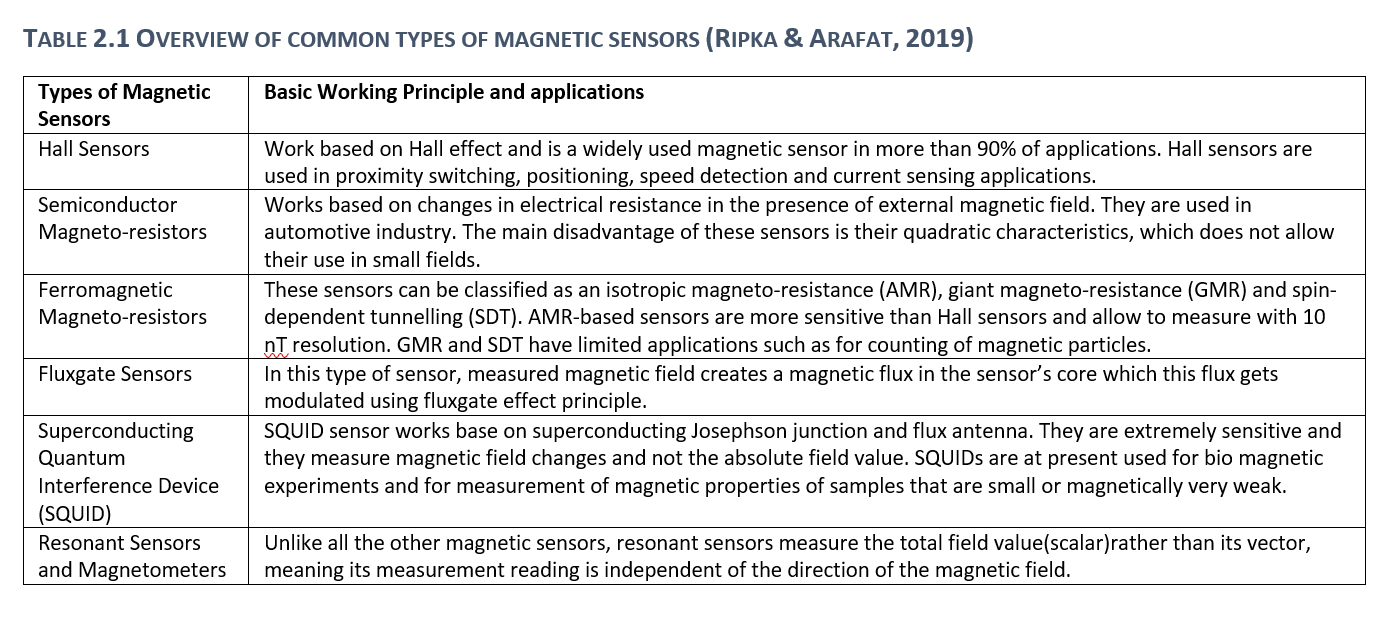 TABLE 2.1 OVERVIEW OF COMMON TYPES OF MAGNETIC SENSORS (RIPKA & ARAFAT, 2019)
Types of Magnetic
Sensors
Basic Working Principle and applications
Hall Sensors
Work based on Hall effect and is a widely used magnetic sensor in more than 90% of applications. Hall sensors are
used in proximity switching, positioning, speed detection and current sensing applications.
Semiconductor
Magneto-resistors
Works based on changes in electrical resistance in the presence of external magnetic field. They are used in
automotive industry. The main disadvantage of these sensors is their quadratic characteristics, which does not allow
their use in small fields.
Ferromagnetic
Magneto-resistors
These sensors can be classified as an isotropic magneto-resistance (AMR), giant magneto-resistance (GMR) and spin-
dependent tunnelling (SDT). AMR-based sensors are more sensitive than Hall sensors and allow to measure with 10
nT resolution. GMR and SDT have limited applications such as for counting of magnetic particles.
Fluxgate Sensors
In this type of sensor, measured magnetic field creates a magnetic flux in the sensor’s core which this flux gets
modulated using fluxgate effect principle.
Superconducting
Quantum
Interference Device
(SQUID)
SQUID sensor works base on superconducting Josephson junction and flux antenna. They are extremely sensitive and
they measure magnetic field changes and not the absolute field value. SQUIDs are at present used for bio magnetic
experiments and for measurement of magnetic properties of samples that are small or magnetically very weak.
Resonant Sensors
and Magnetometers
Unlike all the other magnetic sensors, resonant sensors measure the total field value(scalar)rather than its vector,
meaning its measurement reading is independent of the direction of the magnetic field.